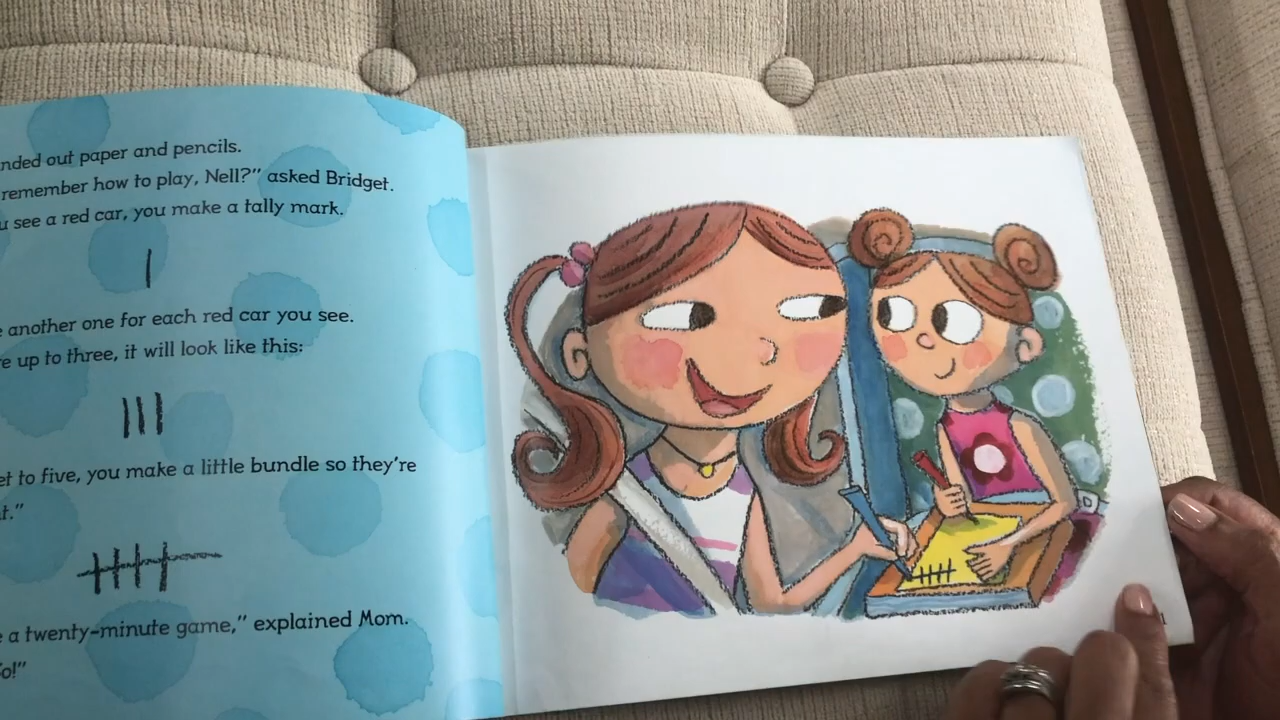 nded out paper and pencils.
remember how to play, Nell?" asked Bridget.
u see a red car, you make a tally mark.
another one for each red car you see.
e up to three, it will look like this:
et to five, you make a little bundle so they're
t."
a twenty-minute game," explained Mom.
o!"